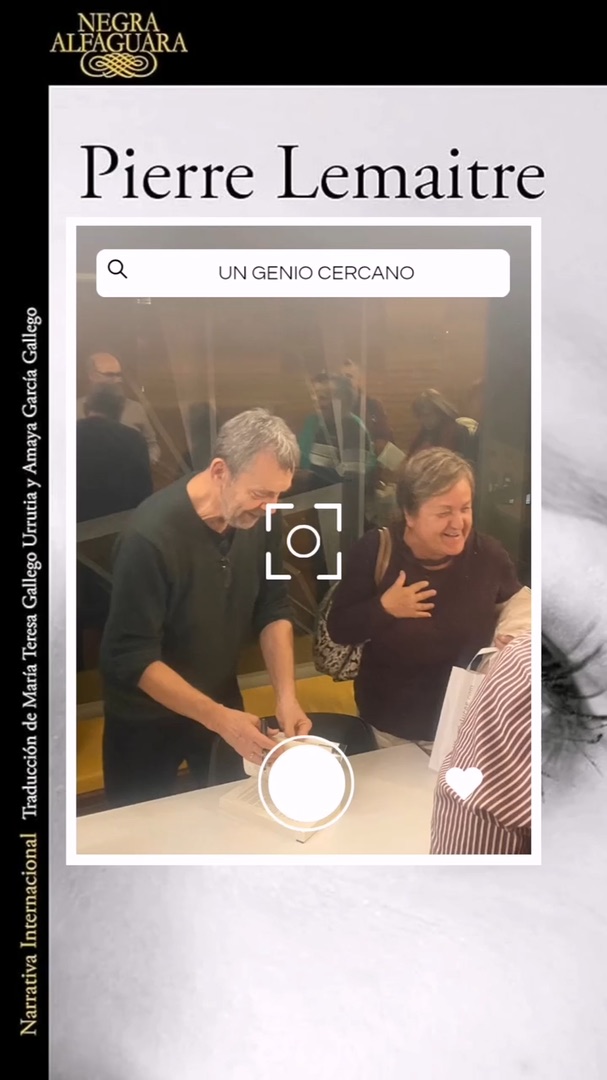 NEGRA
ALFAGUARA
Pierre Lemaitre
UN GENIO CERCANO
Narrativa Internacional Traducción de María Teresa Gallego Urrutia y Amaya García Gallego